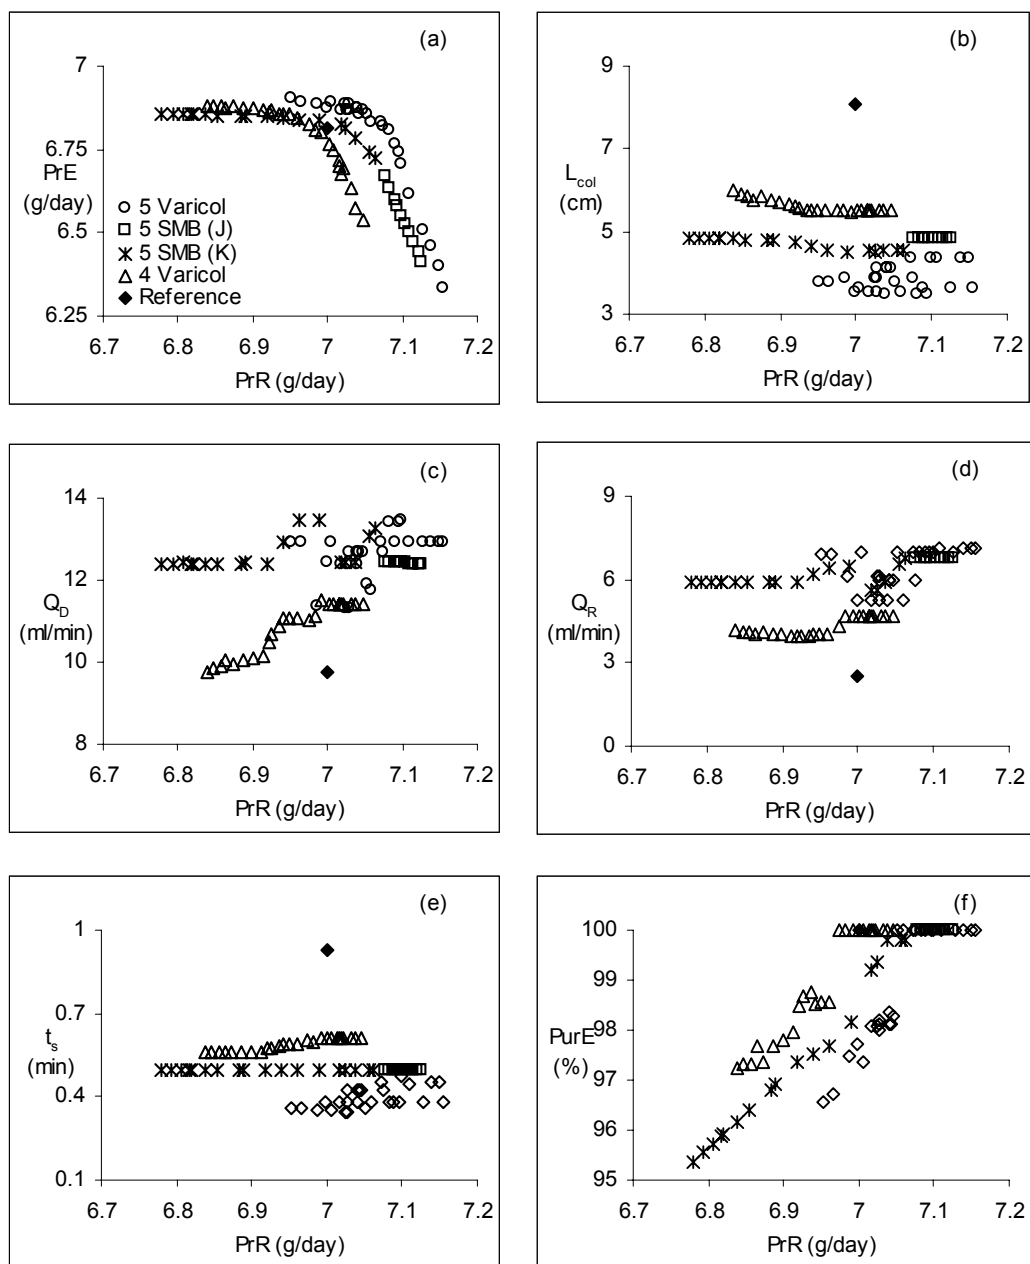 (a)
7
6.75
PrE
(g/day)
6.5
6.25
5 Varicol
5 SMB (J)
5 SMB (K)
4 Varicol
Reference
6.7 6.8 6.9 7 7.1 7.2
PrR (g/day)
(b)
9
7
L_col
(cm)
5
3
6.7 6.8 6.9 7 7.1 7.2
PrR (g/day)
(c)
14
12
Q_D
(ml/min)
10
8
6.7 6.8 6.9 7 7.1 7.2
PrR (g/day)
(d)
9
6
Q_R
(ml/min)
3
0
6.7 6.8 6.9 7 7.1 7.2
PrR (g/day)
(e)
1
0.7
t_s
(min)
0.4
0.1
6.7 6.8 6.9 7 7.1 7.2
PrR (g/day)
(f)
100
99
98
PurE
(%)
97
96
95
6.7 6.8 6.9 7 7.1 7.2
PrR (g/day)